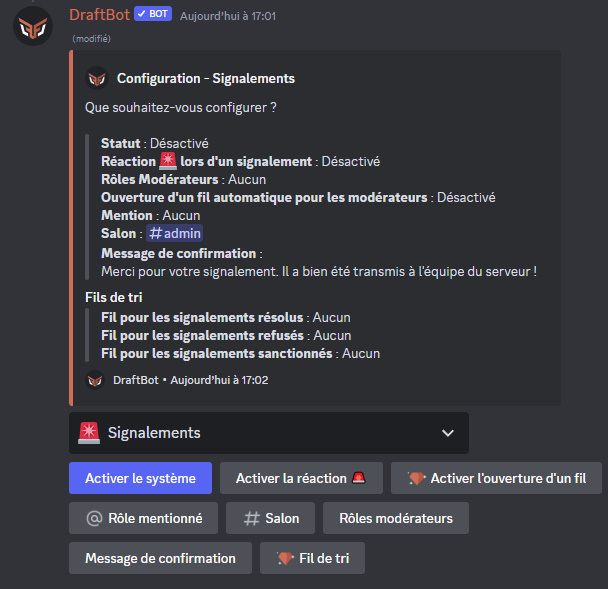 DraftBot ✓ BOT Aujourd'hui à 17:01
(modifié)
Configuration - Signalements
Que souhaitez-vous configurer ?
Statut : Désactivé
Réaction 🚨 lors d'un signalement : Désactivé
Rôles Modérateurs : Aucun
Ouverture d'un fil automatique pour les modérateurs : Désactivé
Mention : Aucun
Salon : #admin
Message de confirmation :
Merci pour votre signalement. Il a bien été transmis à l'équipe du serveur !
Fils de tri
Fil pour les signalements résolus : Aucun
Fil pour les signalements refusés : Aucun
Fil pour les signalements sanctionnés : Aucun
DraftBot • Aujourd'hui à 17:02
🚨 Signalements
Activer le système
Activer la réaction 🚨
Activer l'ouverture d'un fil
@ Rôle mentionné
# Salon
Rôles modérateurs
Message de confirmation
Fil de tri